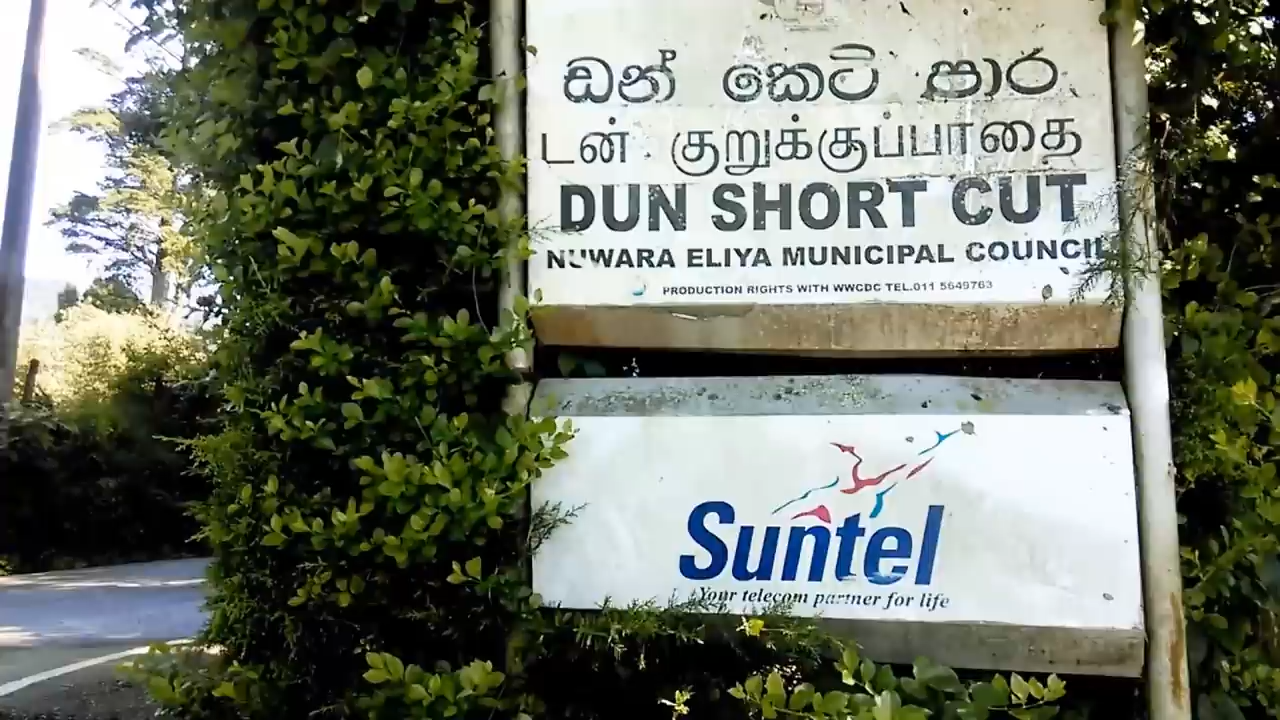 ඩන් කෙටි පාර
டன் குறுக்குப்பாதை
DUN SHORT CUT
NUWARA ELIYA MUNICIPAL COUNCIL
PRODUCTION RIGHTS WITH WWCDC TEL.011 5649763
Suntel
Your telecom partner for life